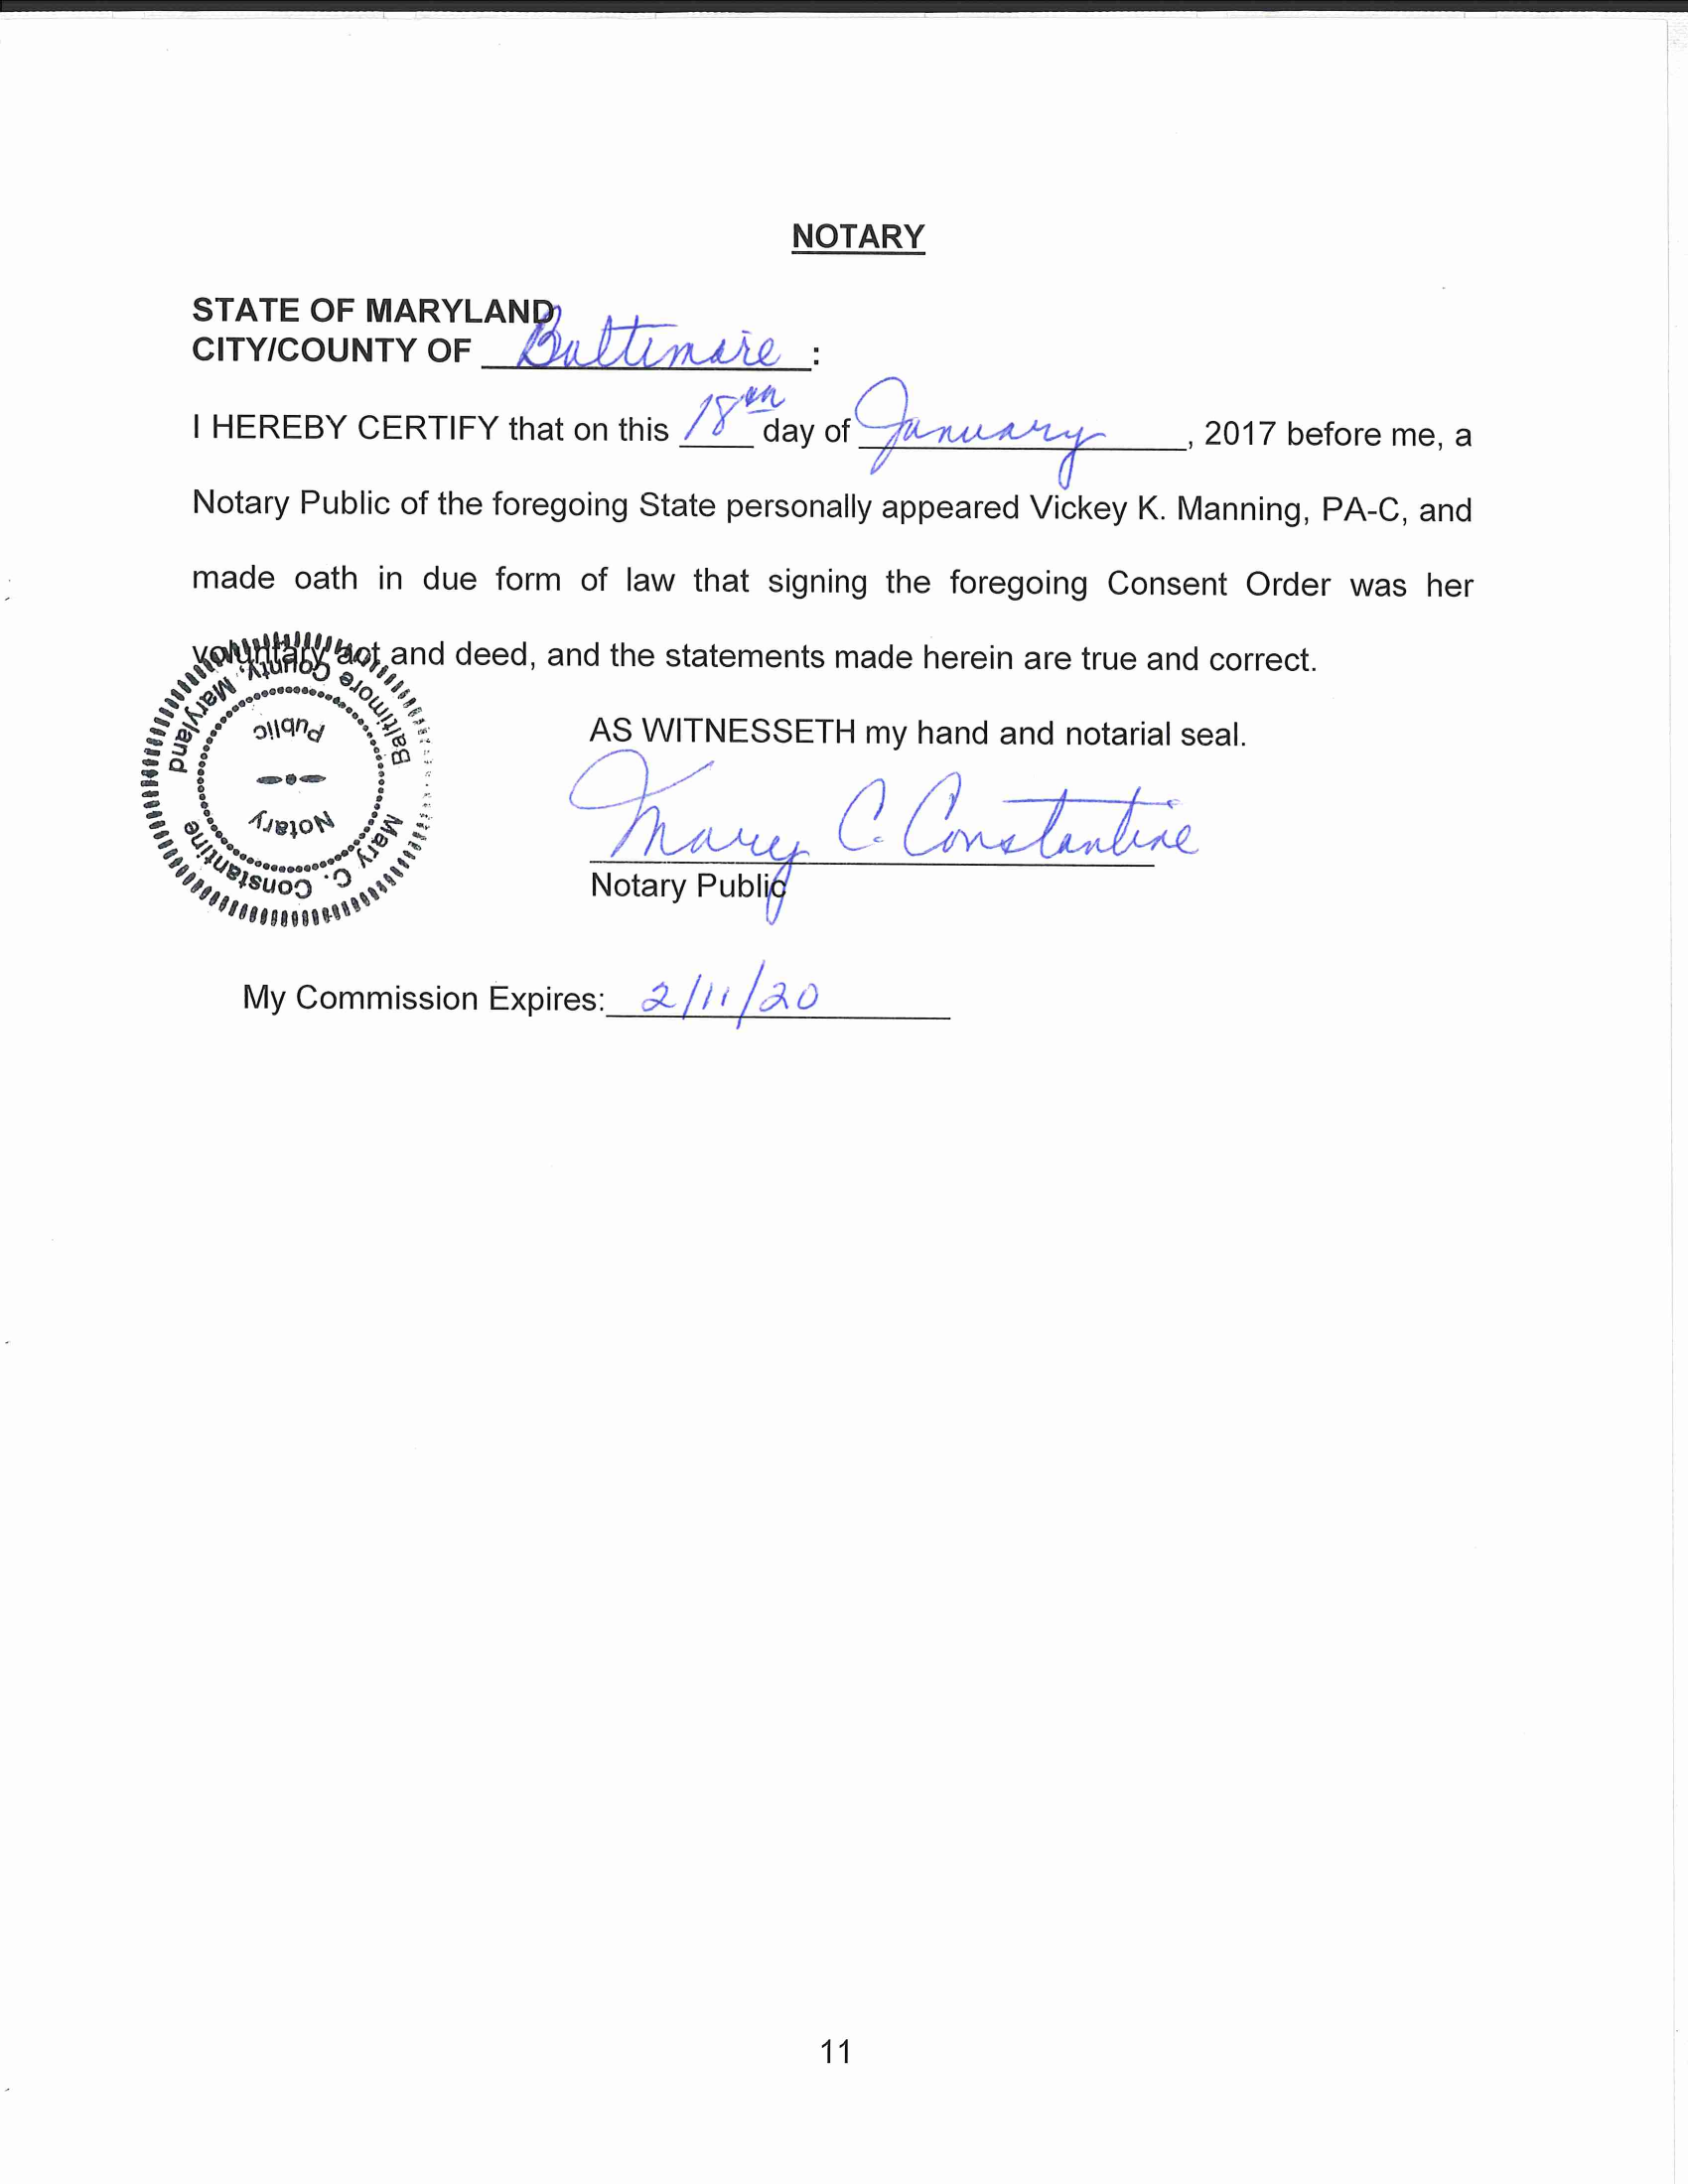 NOTARY
STATE OF MARYLAND
CITY/COUNTY OF Baltimore :
I HEREBY CERTIFY that on this 18th day of January, 2017 before me, a
Notary Public of the foregoing State personally appeared Vickey K. Manning, PA-C, and
made oath in due form of law that signing the foregoing Consent Order was her
voluntary act and deed, and the statements made herein are true and correct.
AS WITNESSETH my hand and notarial seal.
Mary C. Constantine
Notary Public
Mary C. Constantine
Baltimore County, Maryland
Notary
Public
My Commission Expires: 2/11/20
11